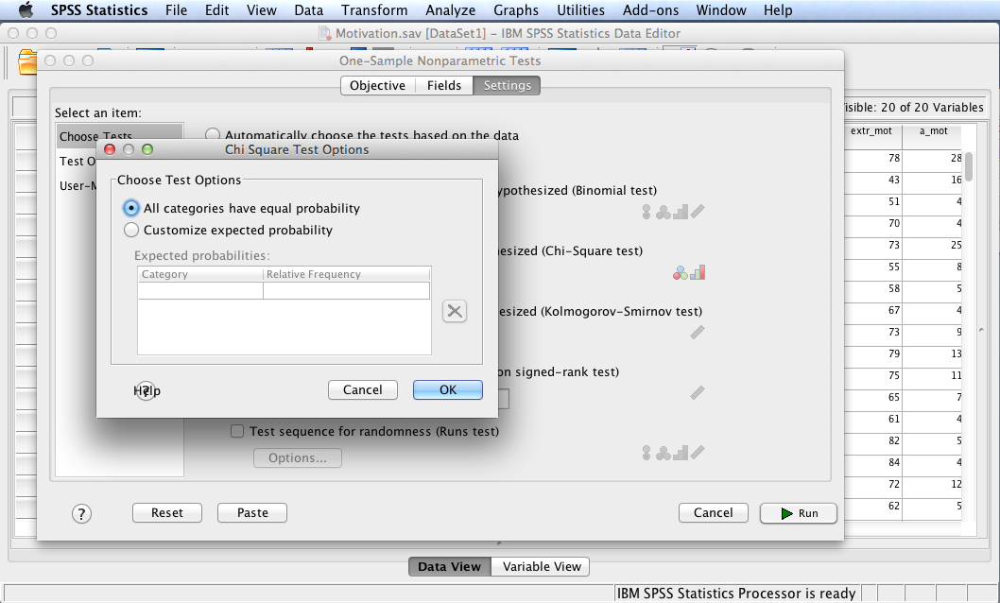 SPSS Statistics File Edit View Data Transform Analyze Graphs Utilities Add-ons Window Help
Motivation.sav [DataSet1] – IBM SPSS Statistics Data Editor
One-Sample Nonparametric Tests
Objective Fields Settings
Visible: 20 of 20 Variables
Select an item:
Choose Tests
Automatically choose the tests based on the data
Chi Square Test Options
Choose Test Options
All categories have equal probability
Customize expected probability
Expected probabilities:
Category Relative Frequency
Help
Cancel OK
(Binomial test)
(Chi-Square test)
(Kolmogorov-Smirnov test)
signed-rank test)
Test sequence for randomness (Runs test)
Options...
? Reset Paste Cancel Run
extr_mot a_mot
78 28
43 16
51 4
70 4
73 25
55 8
58 5
67 4
73 9
79 13
75 11
65 7
61 4
82 5
84 4
72 12
62 5
Data View Variable View
IBM SPSS Statistics Processor is ready